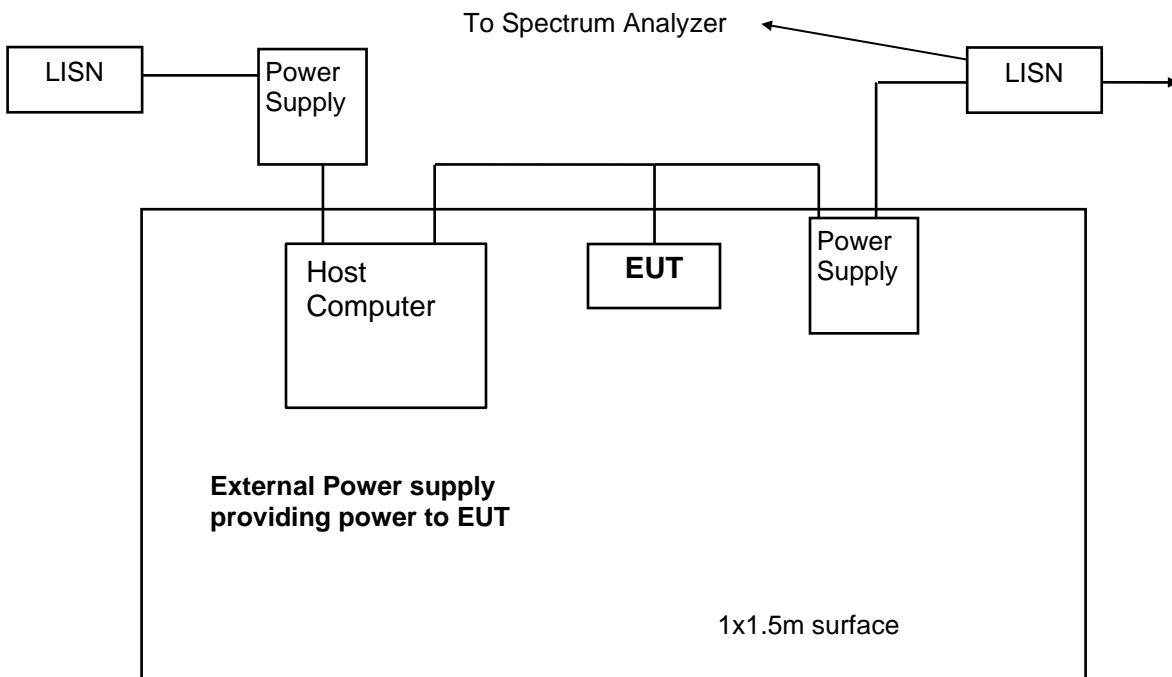 To Spectrum Analyzer
LISN
Power
Supply
LISN
Host
Computer
EUT
Power
Supply
External Power supply
providing power to EUT
1x1.5m surface